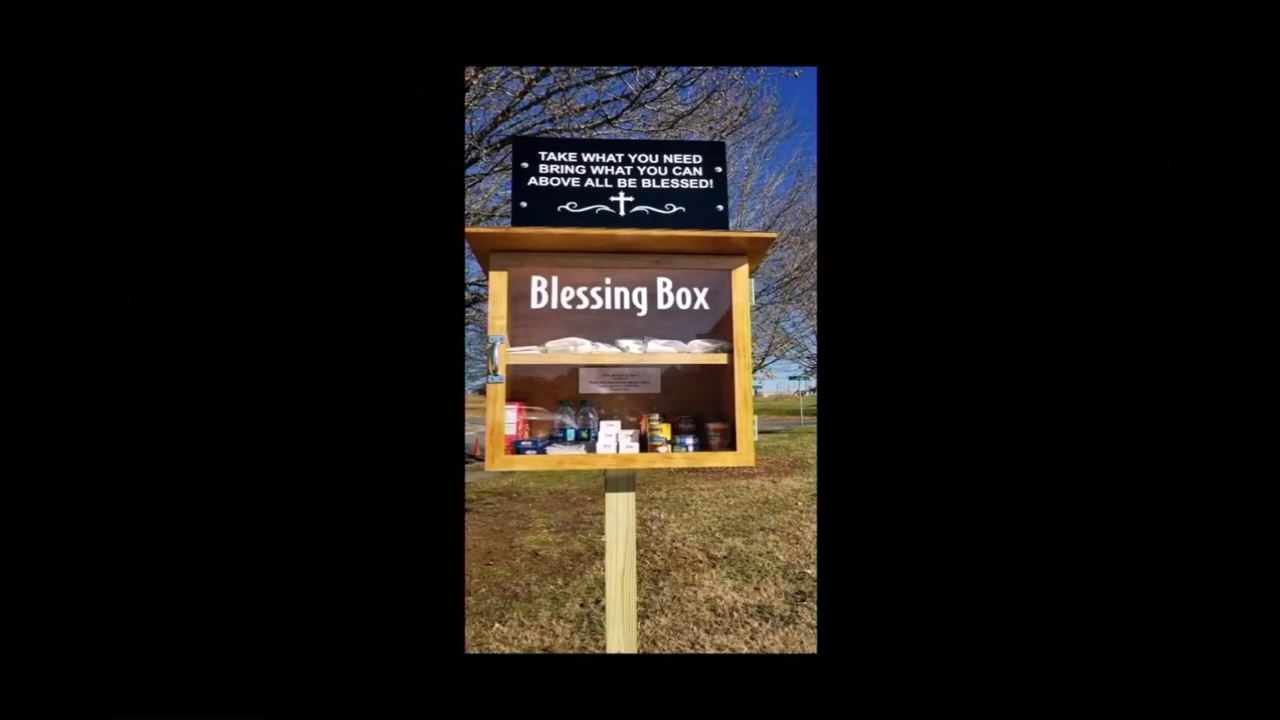 TAKE WHAT YOU NEED
BRING WHAT YOU CAN
ABOVE ALL BE BLESSED!
Blessing Box